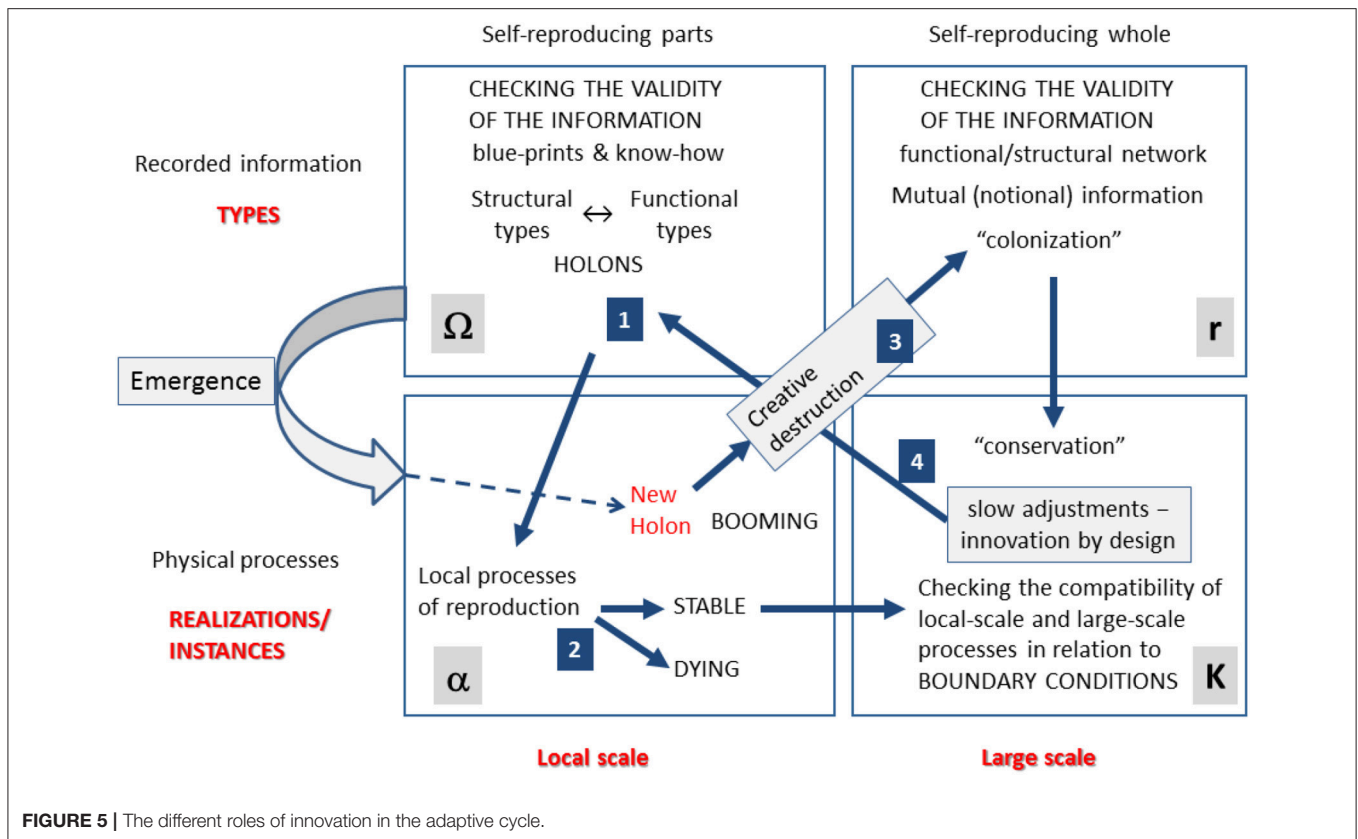 Self-reproducing parts
Self-reproducing whole
CHECKING THE VALIDITY
OF THE INFORMATION
blue-prints & know-how
Structural
types
↔
Functional
types
HOLONS
Ω
1
CHECKING THE VALIDITY
OF THE INFORMATION
functional/structural network
Mutual (notional) information
“colonization”
r
Recorded information
TYPES
Emergence
Creative
destruction
3
New
Holon
BOOMING
Local processes
of reproduction
STABLE
2
DYING
α
4
“conservation”
slow adjustments –
innovation by design
Checking the compatibility of
local-scale and large-scale
processes in relation to
BOUNDARY CONDITIONS
K
Physical processes
REALIZATIONS/
INSTANCES
Local scale
Large scale
FIGURE 5 | The different roles of innovation in the adaptive cycle.